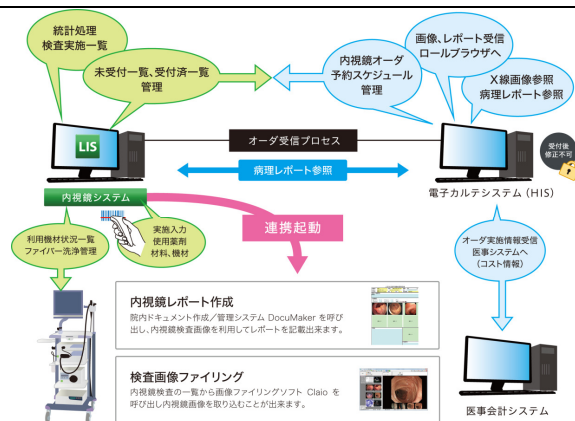 統計処理
検査実施一覧
未受付一覧、受付済一覧
管理
内視鏡オーダ
予約スケジュール
管理
画像、レポート受信
ロールブラウザへ
X線画像参照
病理レポート参照
LIS
オーダ受信プロセス
病理レポート参照
受付後
修正不可
電子カルテシステム(HIS)
内視鏡システム
利用機材状況一覧
ファイバー洗浄管理
実施入力
使用薬剤
材料、機材
連携起動
オーダ実施情報受信
医事システムへ
(コスト情報)
内視鏡レポート作成
院内ドキュメント作成/管理システム DocuMaker を呼び
出し、内視鏡検査画像を利用してレポートを記載出来ます。
検査画像ファイリング
内視鏡検査の一覧から画像ファイリングソフト Claio を
呼び出し内視鏡画像を取り込むことが出来ます。
医事会計システム